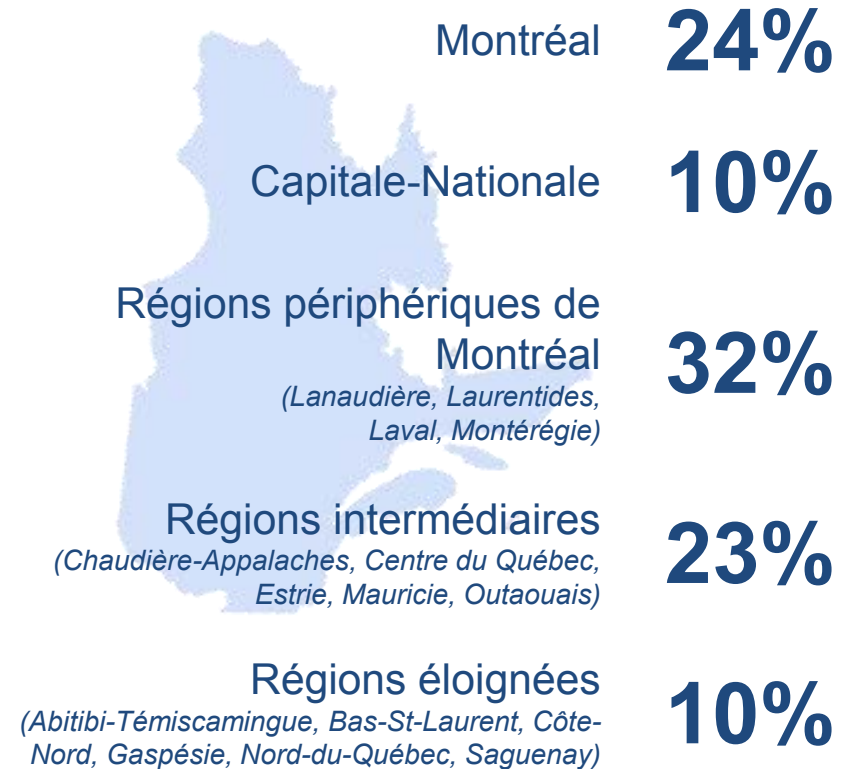 Montréal 24%
Capitale-Nationale 10%
Régions périphériques de
Montréal 32%
(Lanaudière, Laurentides,
Laval, Montérégie)
Régions intermédiaires
(Chaudière-Appalaches, Centre du Québec, 23%
Estrie, Mauricie, Outaouais)
Régions éloignées
(Abitibi-Témiscamingue, Bas-St-Laurent, Côte- 10%
Nord, Gaspésie, Nord-du-Québec, Saguenay)